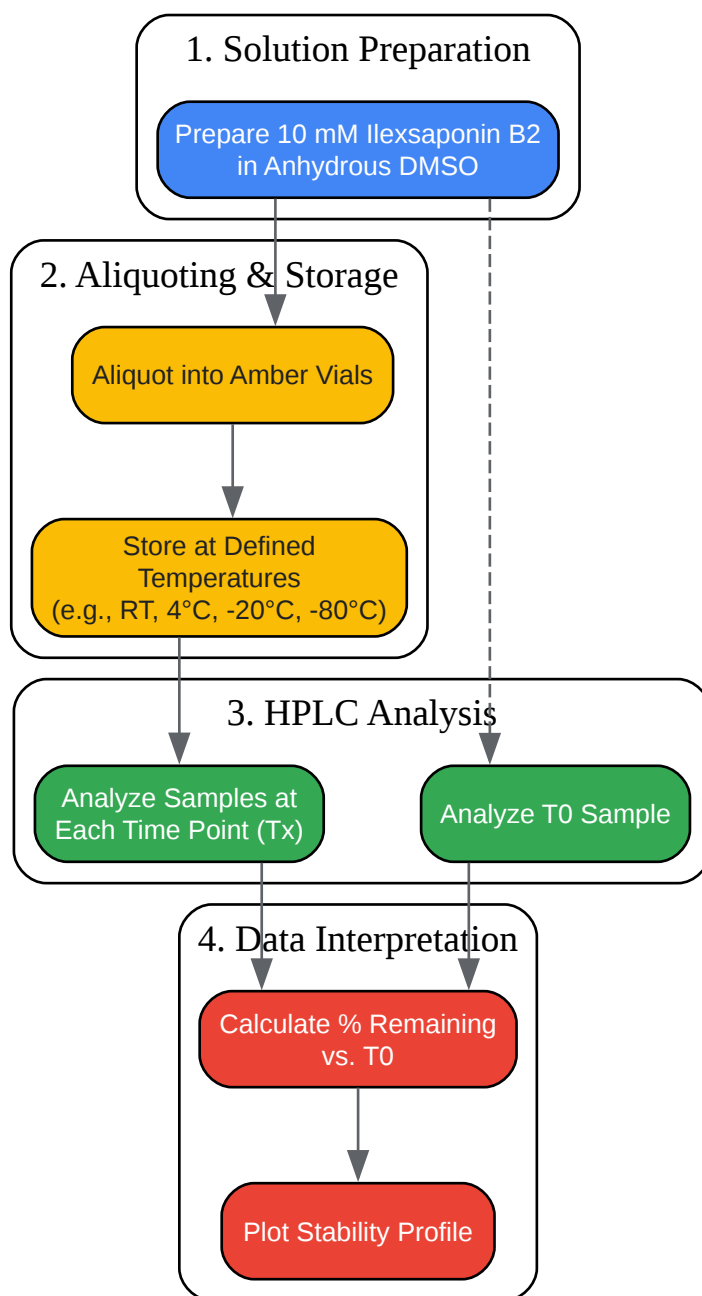 1. Solution Preparation
Prepare 10 mM Ilexsaponin B2
in Anhydrous DMSO
2. Aliquoting & Storage
Aliquot into Amber Vials
Store at Defined
Temperatures
(e.g., RT, 4°C, -20°C, -80°C)
3. HPLC Analysis
Analyze Samples at
Each Time Point (Tx)
Analyze T0 Sample
4. Data Interpretation
Calculate % Remaining
vs. T0
Plot Stability Profile